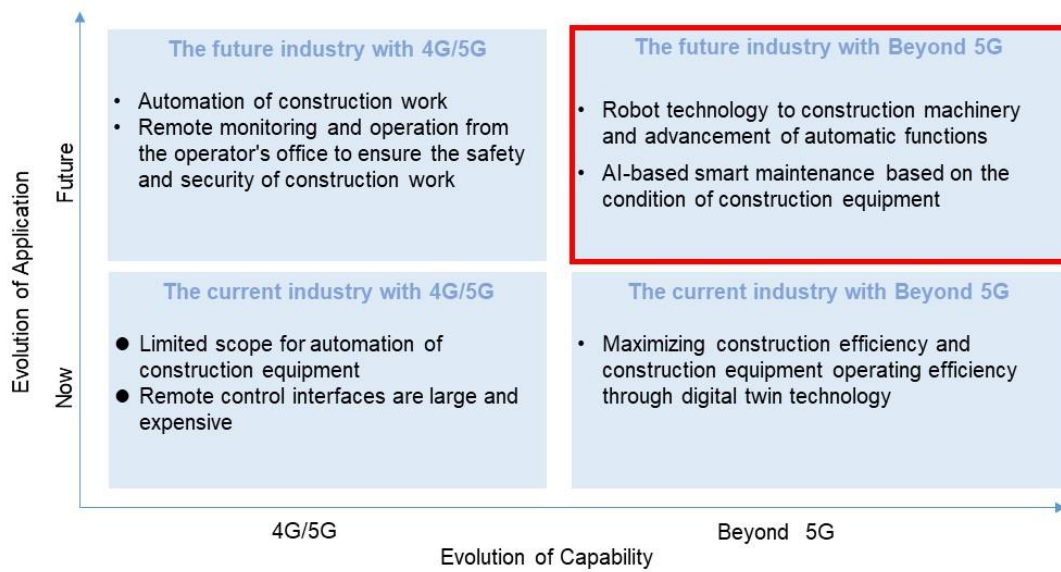 The future industry with 4G/5G
• Automation of construction work
• Remote monitoring and operation from
the operator's office to ensure the safety
and security of construction work
The future industry with Beyond 5G
• Robot technology to construction machinery
and advancement of automatic functions
• AI-based smart maintenance based on the
condition of construction equipment
The current industry with 4G/5G
● Limited scope for automation of
construction equipment
● Remote control interfaces are large and
expensive
The current industry with Beyond 5G
• Maximizing construction efficiency and
construction equipment operating efficiency
through digital twin technology
Evolution of Application
Future
Now
4G/5G
Beyond 5G
Evolution of Capability